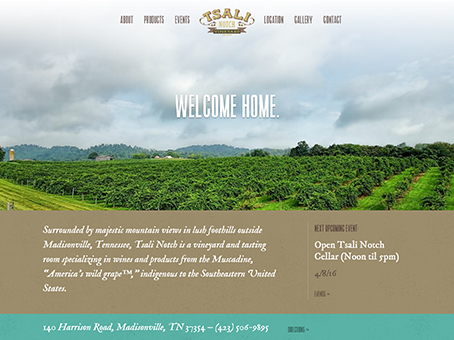 ABOUT PRODUCTS EVENTS TSALI LOCATION GALLERY CONTACT
NOTCH
VINEYARD
WELCOME HOME.
Surrounded by majestic mountain views in lush foothills outside
Madisonville, Tennessee, Tsali Notch is a vineyard and tasting
room specializing in wines and products from the Muscadine,
“America’s wild grape™,” indigenous to the Southeastern United
States.
NEXT UPCOMING EVENT:
Open Tsali Notch
Cellar (Noon til 5pm)
4/8/16
EVENTS »
140 Harrison Road, Madisonville, TN 37354 – (423) 506-9895
DIRECTIONS »